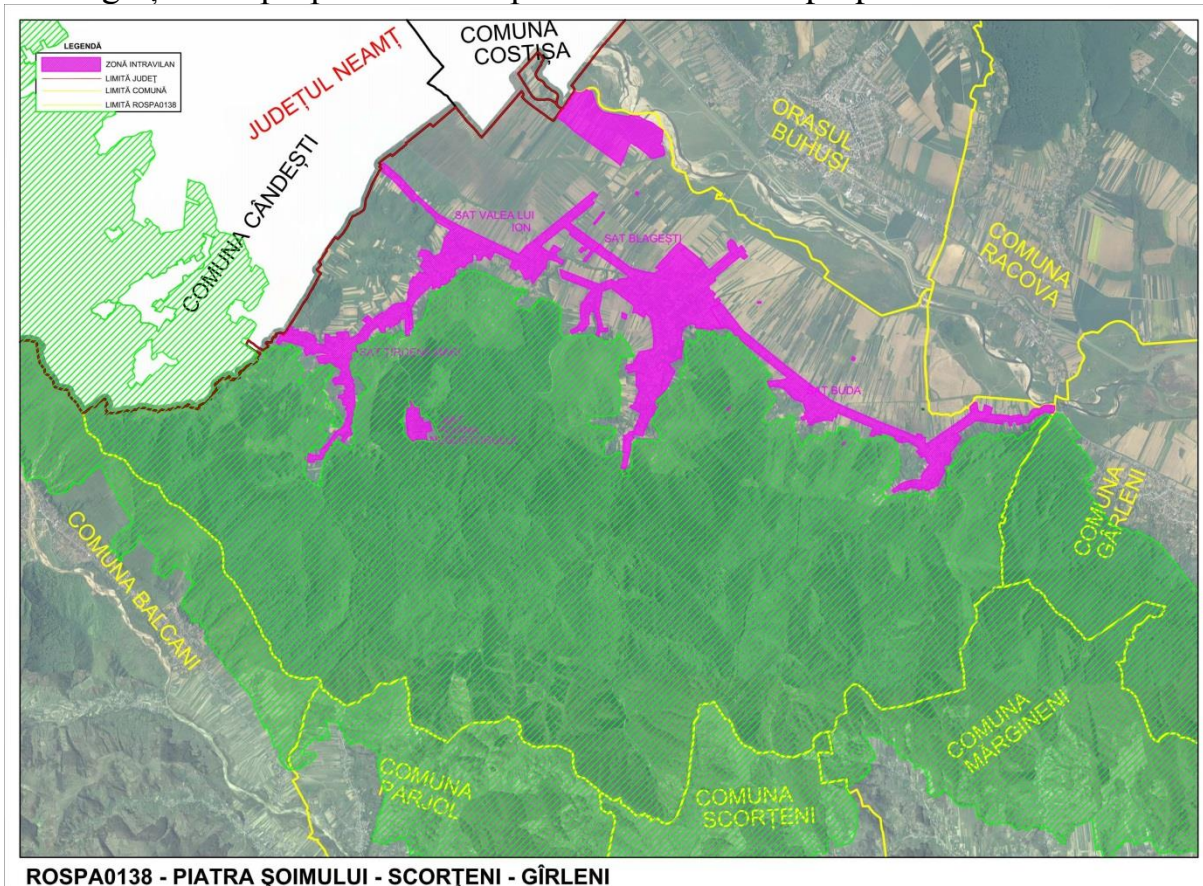 LEGENDĂ
ZONĂ INTRAVILAN
LIMITĂ JUDEȚ
LIMITĂ COMUNĂ
LIMITĂ ROSPA0138
JUDEȚUL NEAMȚ
COMUNA
COSTIȘA
COMUNA CÂNDEȘTI
ORAȘUL
BUHUȘI
COMUNA
RACOVA
SAT VALEA LUI
ION
SAT BLAGEȘTI
SAT BUDA
COMUNA
GÂRLENI
COMUNA BALCANI
COMUNA
MĂRGINENI
COMUNA
PÂRJOL
COMUNA
SCORȚENI
ROSPA0138 - PIATRA ȘOIMULUI - SCORȚENI - GÎRLENI